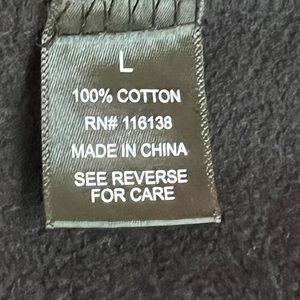 L
100% COTTON
RN# 116138
MADE IN CHINA
SEE REVERSE
FOR CARE